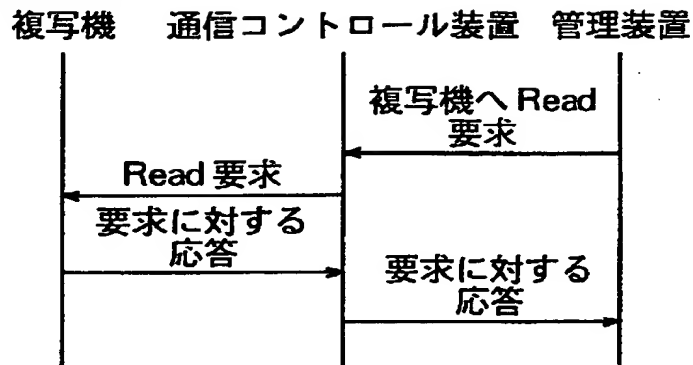 複写機 通信コントロール装置 管理装置
複写機へ Read
要求
Read 要求
要求に対する
応答
要求に対する
応答